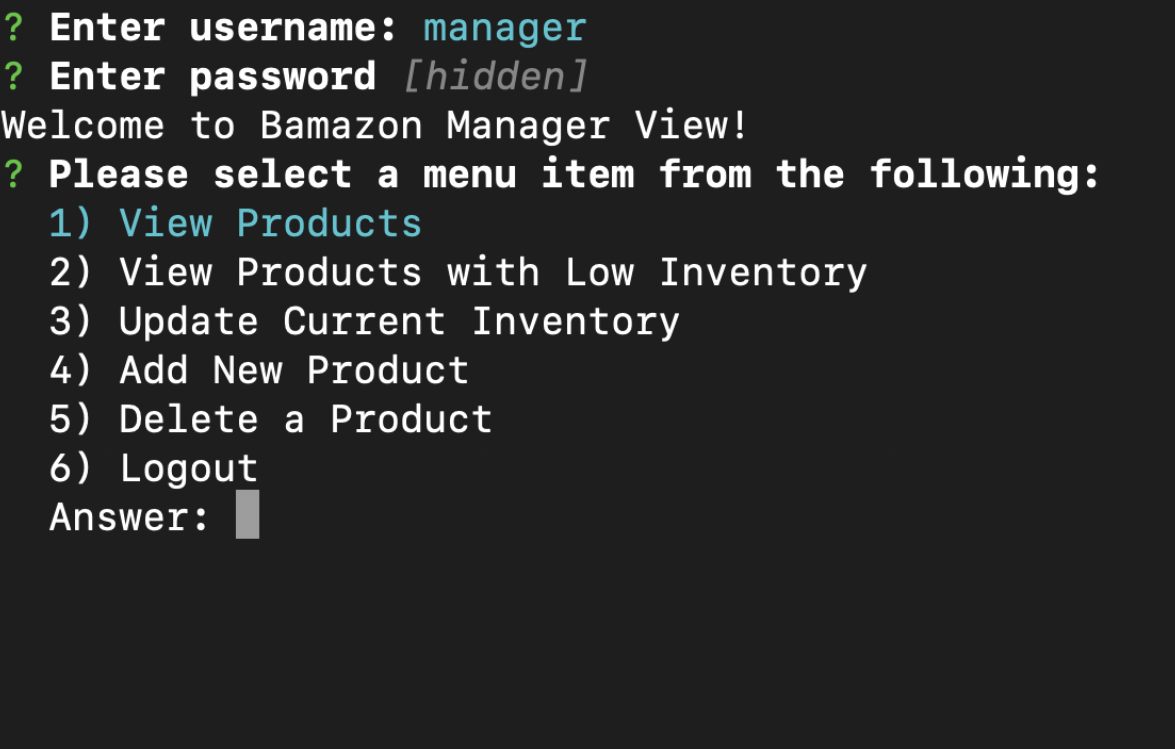 ? Enter username: manager
? Enter password [hidden]
Welcome to Bamazon Manager View!
? Please select a menu item from the following:
1) View Products
2) View Products with Low Inventory
3) Update Current Inventory
4) Add New Product
5) Delete a Product
6) Logout
Answer: